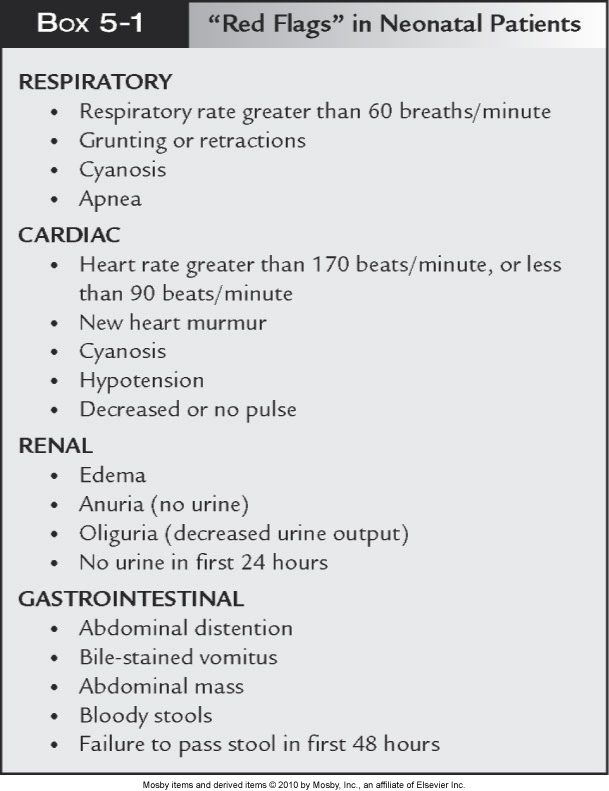 BOX 5-1 “Red Flags” in Neonatal Patients
RESPIRATORY
• Respiratory rate greater than 60 breaths/minute
• Grunting or retractions
• Cyanosis
• Apnea
CARDIAC
• Heart rate greater than 170 beats/minute, or less
than 90 beats/minute
• New heart murmur
• Cyanosis
• Hypotension
• Decreased or no pulse
RENAL
• Edema
• Anuria (no urine)
• Oliguria (decreased urine output)
• No urine in first 24 hours
GASTROINTESTINAL
• Abdominal distention
• Bile-stained vomitus
• Abdominal mass
• Bloody stools
• Failure to pass stool in first 48 hours
Mosby items and derived items © 2010 by Mosby, Inc., an affiliate of Elsevier Inc.